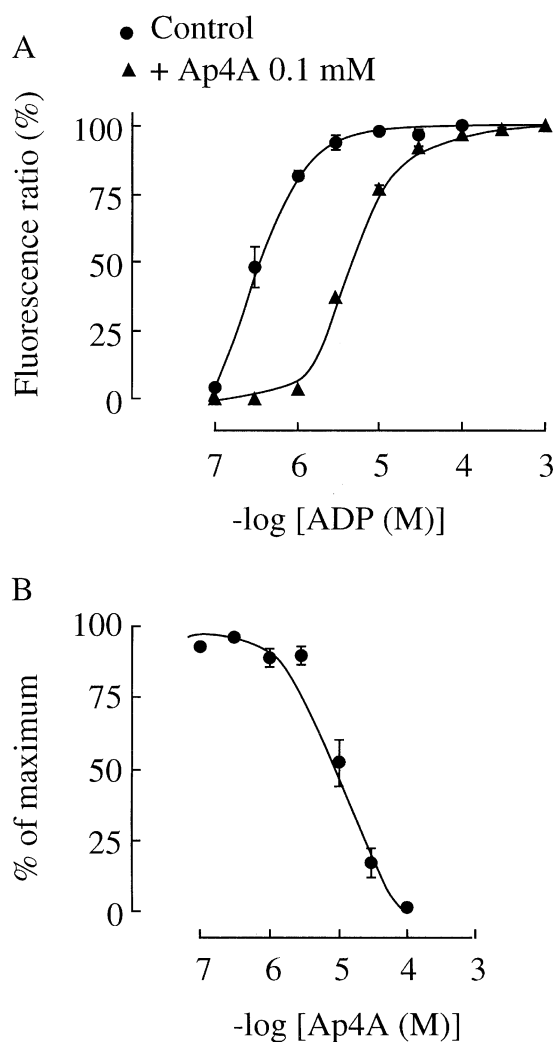 A
● Control
▲ + Ap4A 0.1 mM
Fluorescence ratio (%)
100
75
50
25
0
7 6 5 4 3
-log [ADP (M)]
B
% of maximum
100
75
50
25
0
7 6 5 4 3
-log [Ap4A (M)]